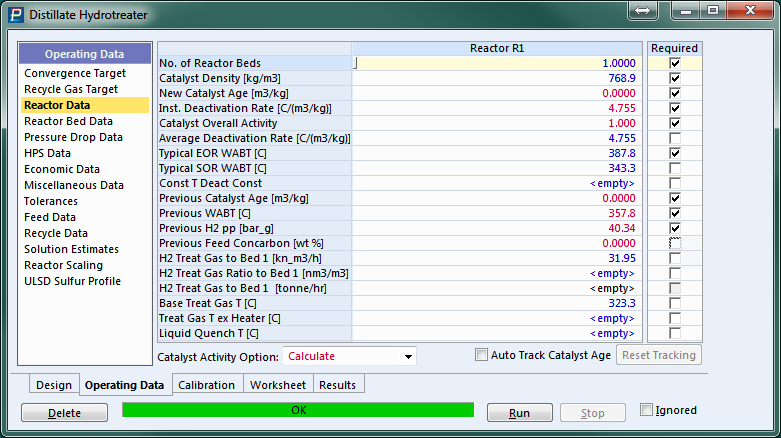 Distillate Hydrotreater
Operating Data
Convergence Target
Recycle Gas Target
Reactor Data
Reactor Bed Data
Pressure Drop Data
HPS Data
Economic Data
Miscellaneous Data
Tolerances
Feed Data
Recycle Data
Solution Estimates
Reactor Scaling
ULSD Sulfur Profile
Reactor R1 Required
No. of Reactor Beds 1.0000
Catalyst Density [kg/m3] 768.9
New Catalyst Age [m3/kg] 0.0000
Inst. Deactivation Rate [C/(m3/kg)] 4.755
Catalyst Overall Activity 1.000
Average Deactivation Rate [C/(m3/kg)] 4.755
Typical EOR WABT [C] 387.8
Typical SOR WABT [C] 343.3
Const T Deact Const <empty>
Previous Catalyst Age [m3/kg] 0.0000
Previous WABT [C] 357.8
Previous H2 pp [bar_g] 40.34
Previous Feed Concarbon [wt %] 0.0000
H2 Treat Gas to Bed 1 [kn_m3/h] 31.95
H2 Treat Gas Ratio to Bed 1 [nm3/m3] <empty>
H2 Treat Gas to Bed 1 [tonne/hr] <empty>
Base Treat Gas T [C] 323.3
Treat Gas T ex Heater [C] <empty>
Liquid Quench T [C] <empty>
Catalyst Activity Option: Calculate Auto Track Catalyst Age Reset Tracking
Design Operating Data Calibration Worksheet Results
Delete OK Run Stop Ignored